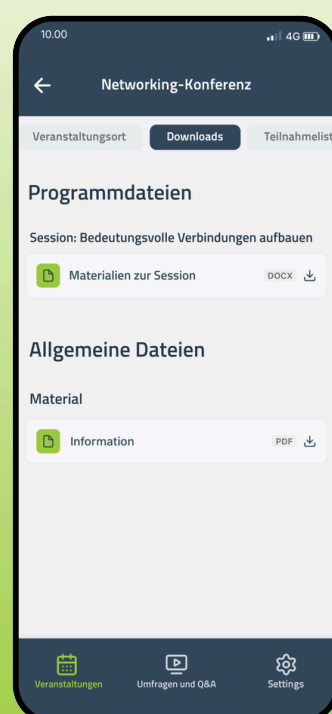 10.00
4G
Networking-Konferenz
Veranstaltungsort
Downloads
Teilnahmelist
Programmdateien
Session: Bedeutungsvolle Verbindungen aufbauen
Materialien zur Session
DOCX
Allgemeine Dateien
Material
Information
PDF
Veranstaltungen
Umfragen und Q&A
Settings